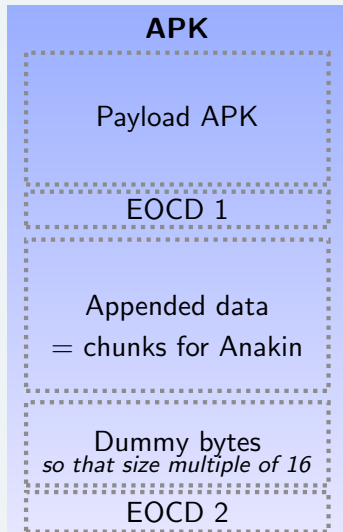 APK
Payload APK
EOCD 1
Appended data
= chunks for Anakin
Dummy bytes
so that size multiple of 16
EOCD 2